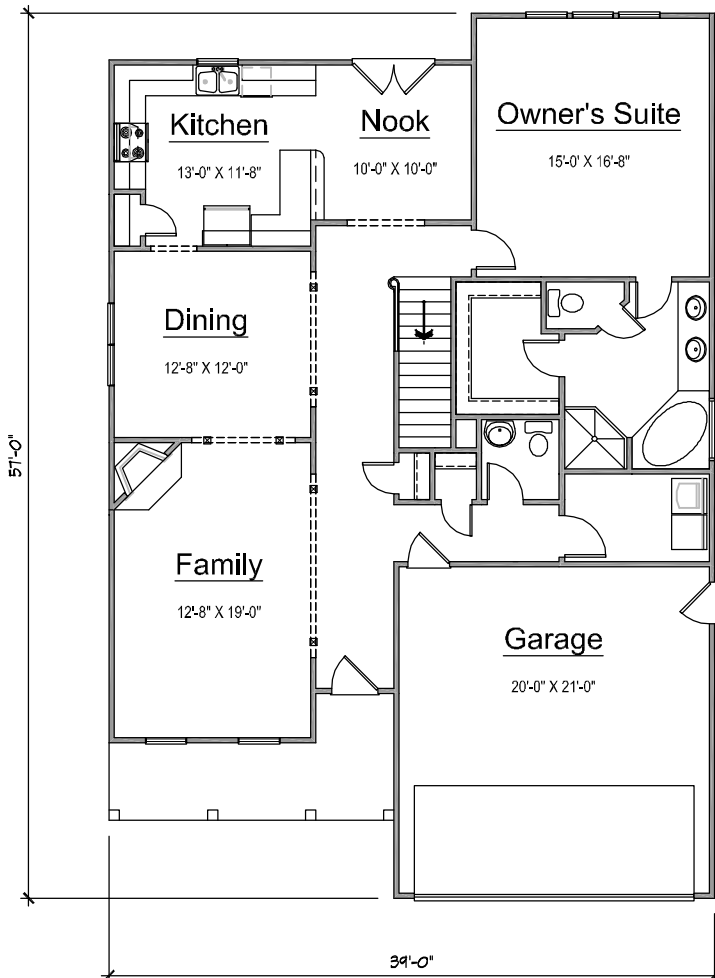 Owner's Suite
15'-0' X 16'-8"
Kitchen
13'-0" X 11'-8"
Nook
10'-0" X 10'-0"
Dining
12'-8" X 12'-0"
57'-0"
Family
12'-8" X 19'-0"
Garage
20'-0" X 21'-0"
39'-0"